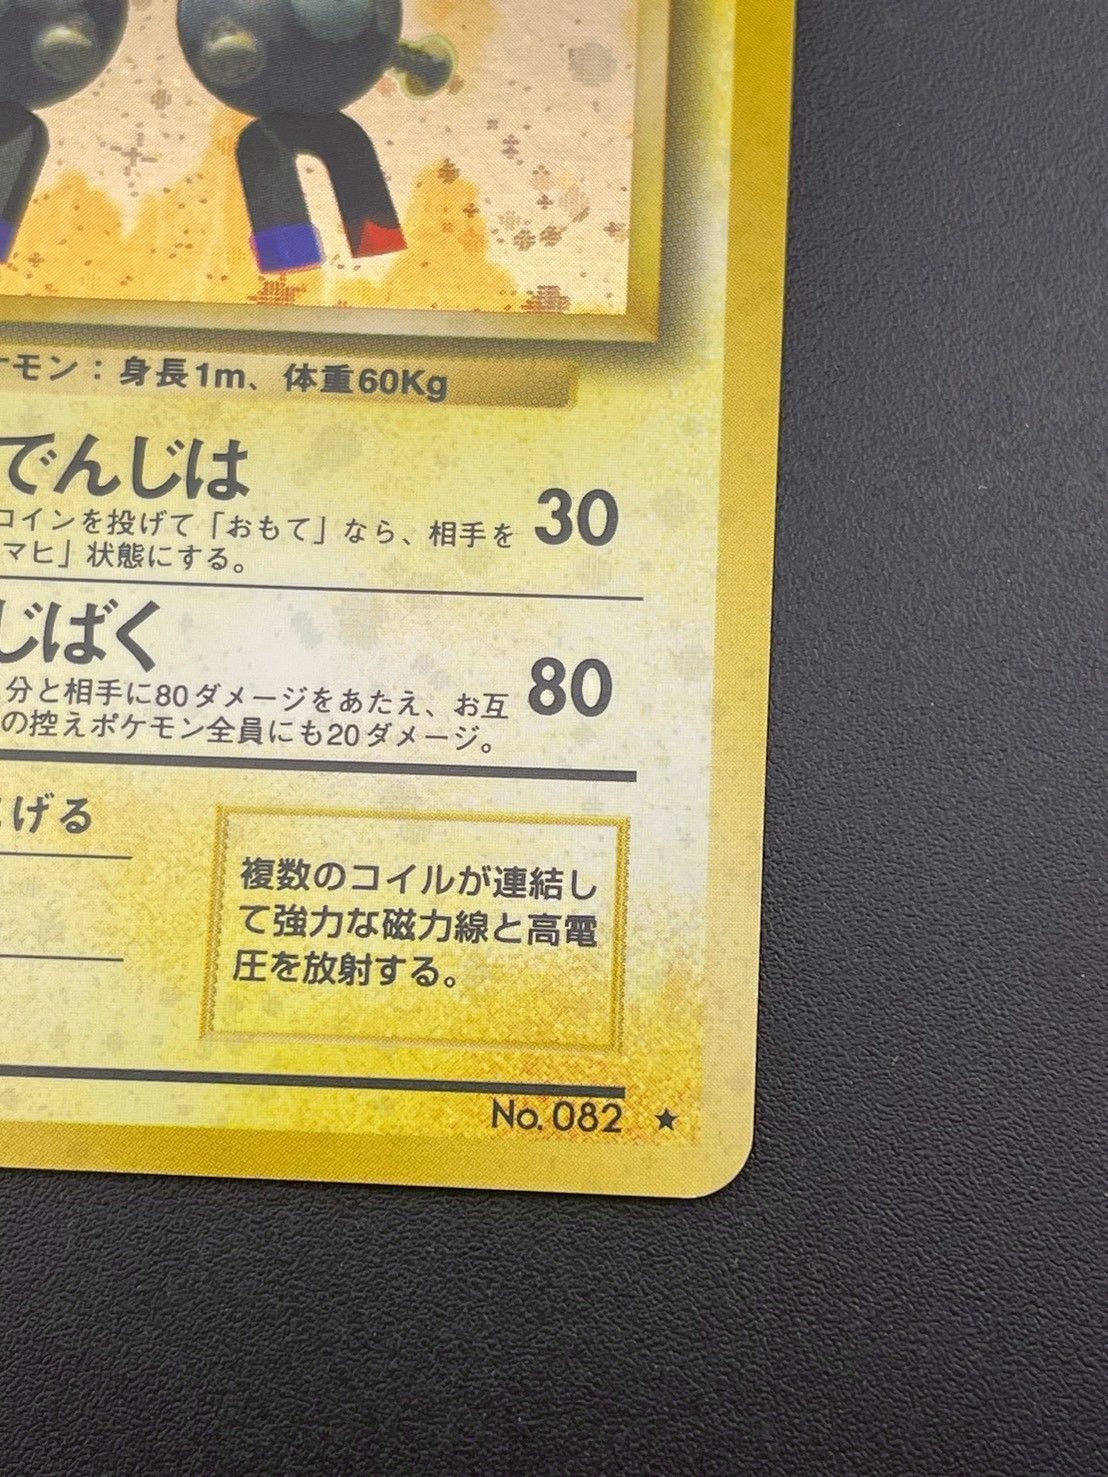 ケモン：身長1m、体重60Kg
でんじは
30
コインを投げて「おもて」なら、相手を
マヒ」状態にする。
じばく
80
分と相手に80ダメージをあたえ、お互
の控えポケモン全員にも20ダメージ。
げる
複数のコイルが連結し
て強力な磁力線と高電
圧を放射する。
No. 082 ★